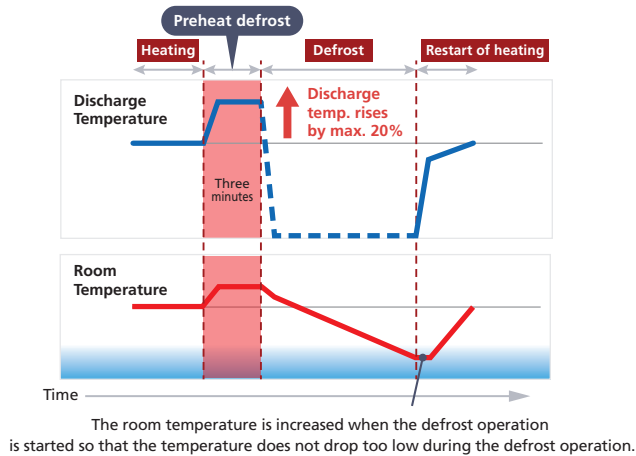 Preheat defrost
Heating
Defrost
Restart of heating
Discharge
Temperature
Discharge
temp. rises
by max. 20%
Three
minutes
Room
Temperature
Time
The room temperature is increased when the defrost operation
is started so that the temperature does not drop too low during the defrost operation.